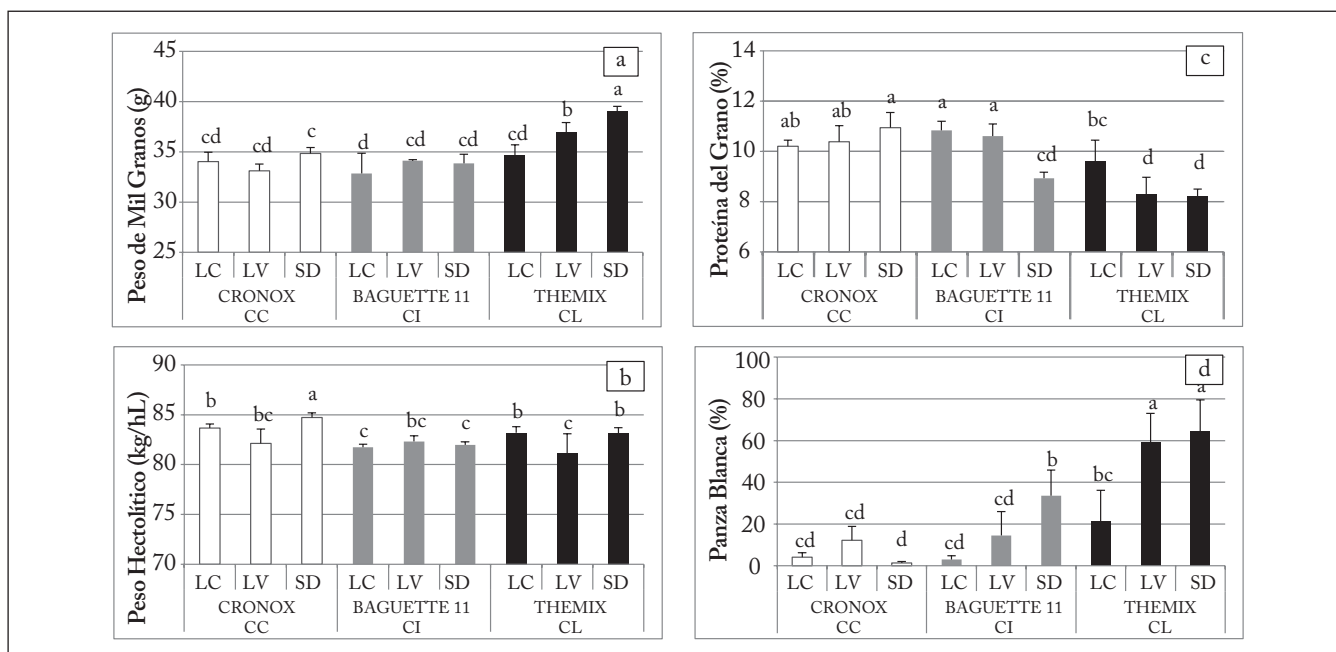 a
Peso de Mil Granos (g)
45
40
35
30
25
cd cd c d cd cd cd b a
LC LV SD LC LV SD LC LV SD
CRONOX BAGUETTE 11 THEMIX
CC CI CL
c
Proteína del Grano (%)
14
12
10
8
6
ab ab a a a cd bc d d
LC LV SD LC LV SD LC LV SD
CRONOX BAGUETTE 11 THEMIX
CC CI CL
b
Peso Hectolítico (kg/hL)
90
85
80
75
70
b bc a c bc c b c b
LC LV SD LC LV SD LC LV SD
CRONOX BAGUETTE 11 THEMIX
CC CI CL
d
Panza Blanca (%)
100
80
60
40
20
0
cd cd d cd cd b bc a a
LC LV SD LC LV SD LC LV SD
CRONOX BAGUETTE 11 THEMIX
CC CI CL